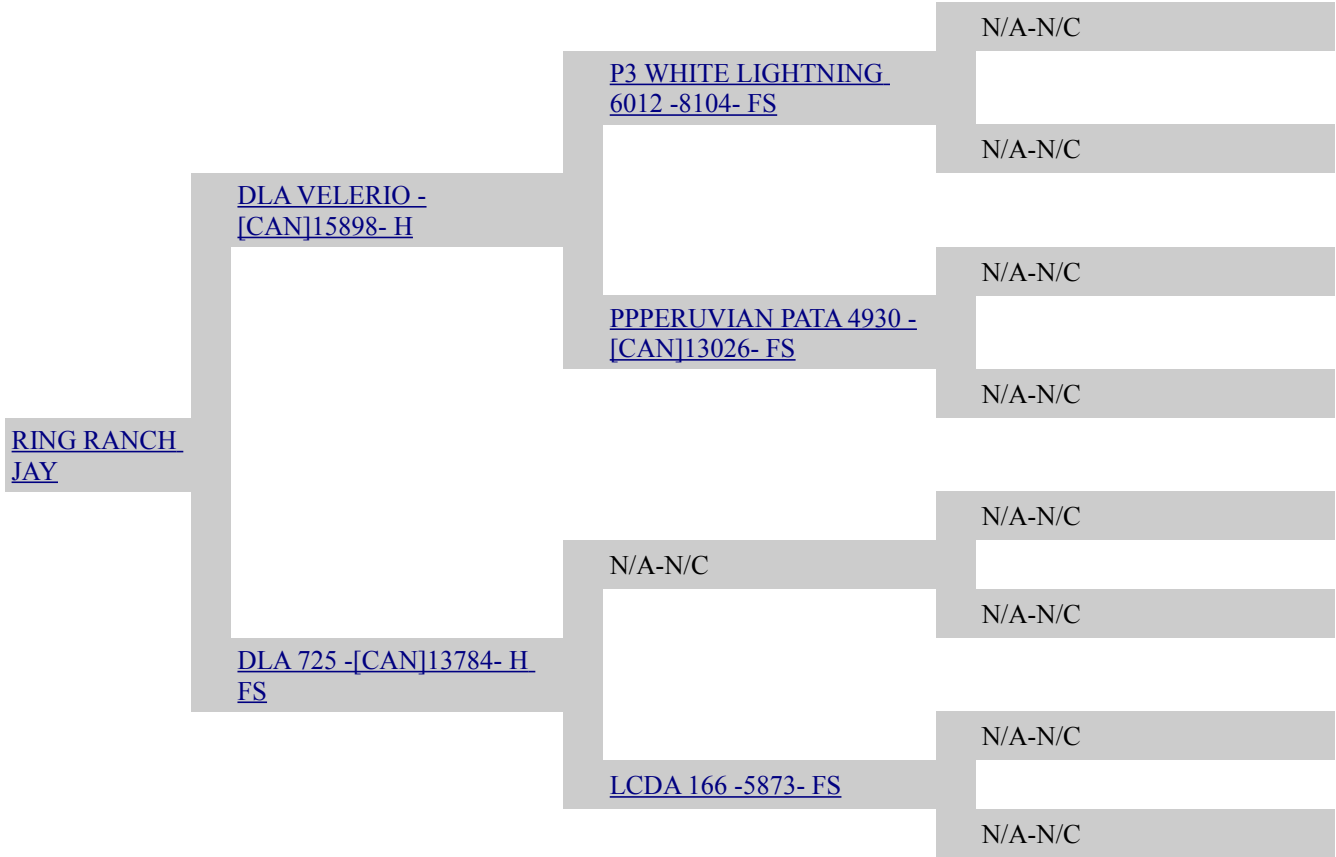 N/A-N/C
P3 WHITE LIGHTNING
6012 -8104- FS
N/A-N/C
DLA VELERIO -
[CAN]15898- H
N/A-N/C
PPPERUVIAN PATA 4930 -
[CAN]13026- FS
N/A-N/C
RING RANCH
JAY
N/A-N/C
N/A-N/C
N/A-N/C
DLA 725 -[CAN]13784- H
FS
N/A-N/C
LCDA 166 -5873- FS
N/A-N/C